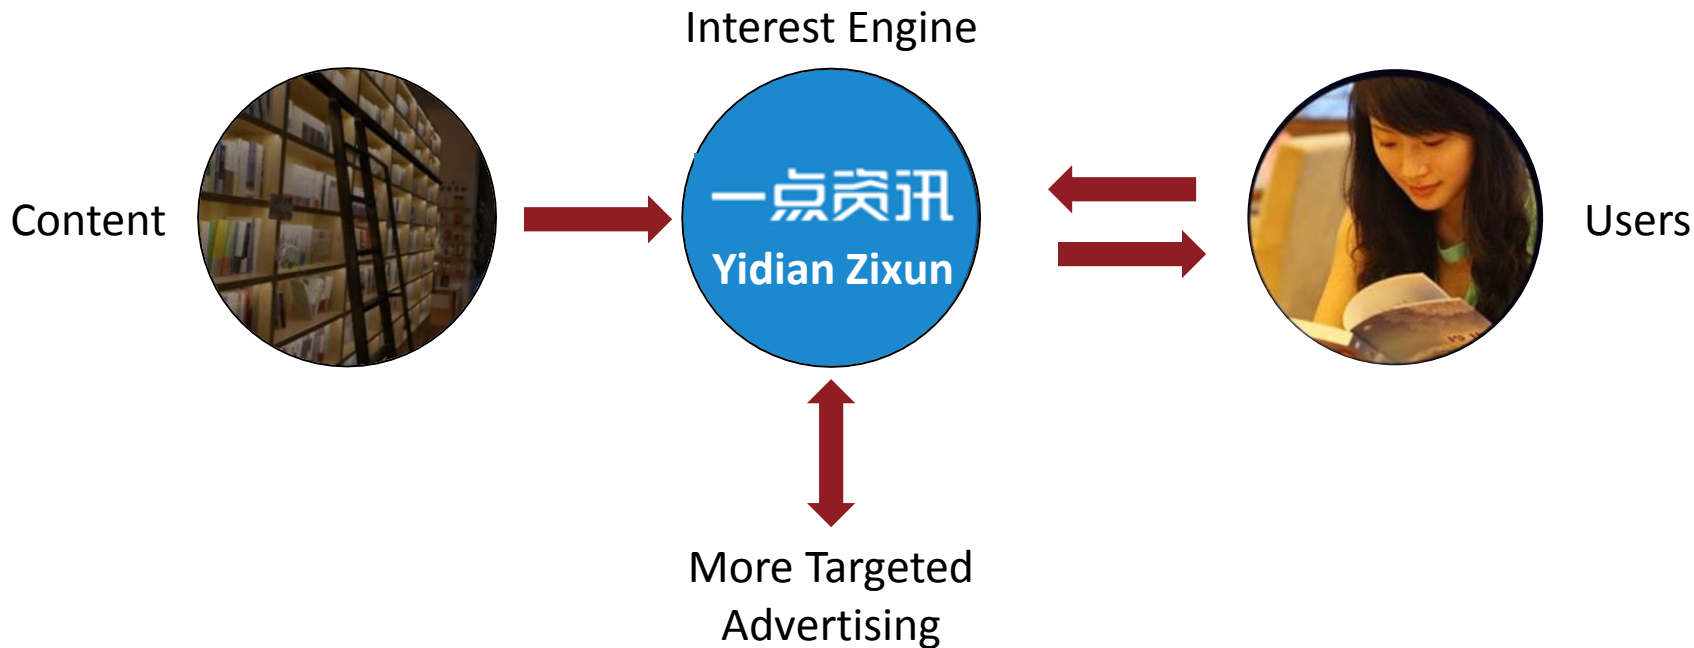 Interest Engine
Content
一点资讯
Yidian Zixun
Users
More Targeted
Advertising